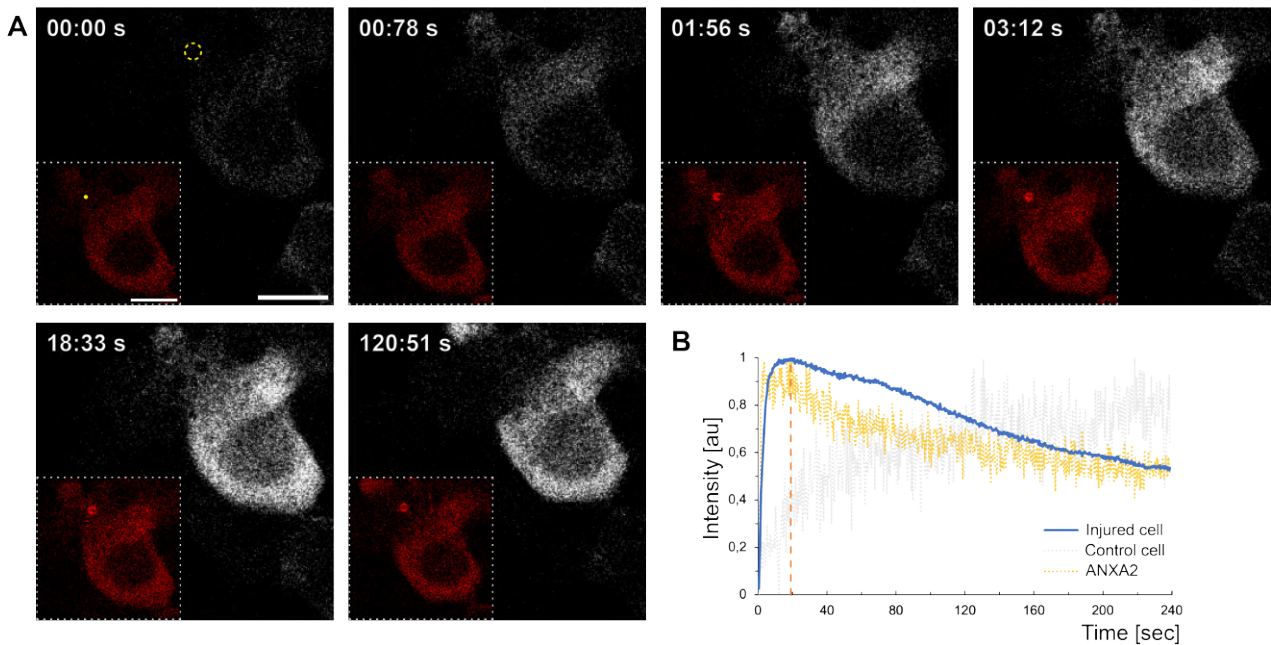 A
00:00 s
00:78 s
01:56 s
03:12 s
18:33 s
120:51 s
B
1
0,8
0,6
0,4
0,2
0
Intensity [au]
Injured cell
Control cell
ANXA2
0 40 80 120 160 200 240
Time [sec]